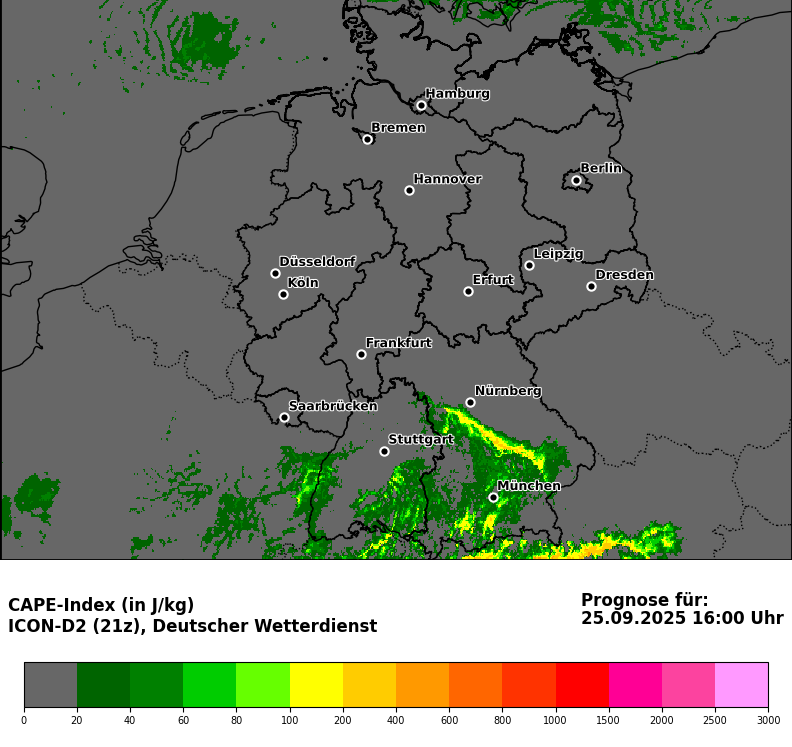 Hamburg
Bremen
Berlin
Hannover
Leipzig
Düsseldorf
Dresden
Köln
Erfurt
Frankfurt
Nürnberg
Saarbrücken
Stuttgart
München
CAPE-Index (in J/kg)
ICON-D2 (21z), Deutscher Wetterdienst
Prognose für:
25.09.2025 16:00 Uhr
0 20 40 60 80 100 200 400 600 800 1000 1500 2000 2500 3000